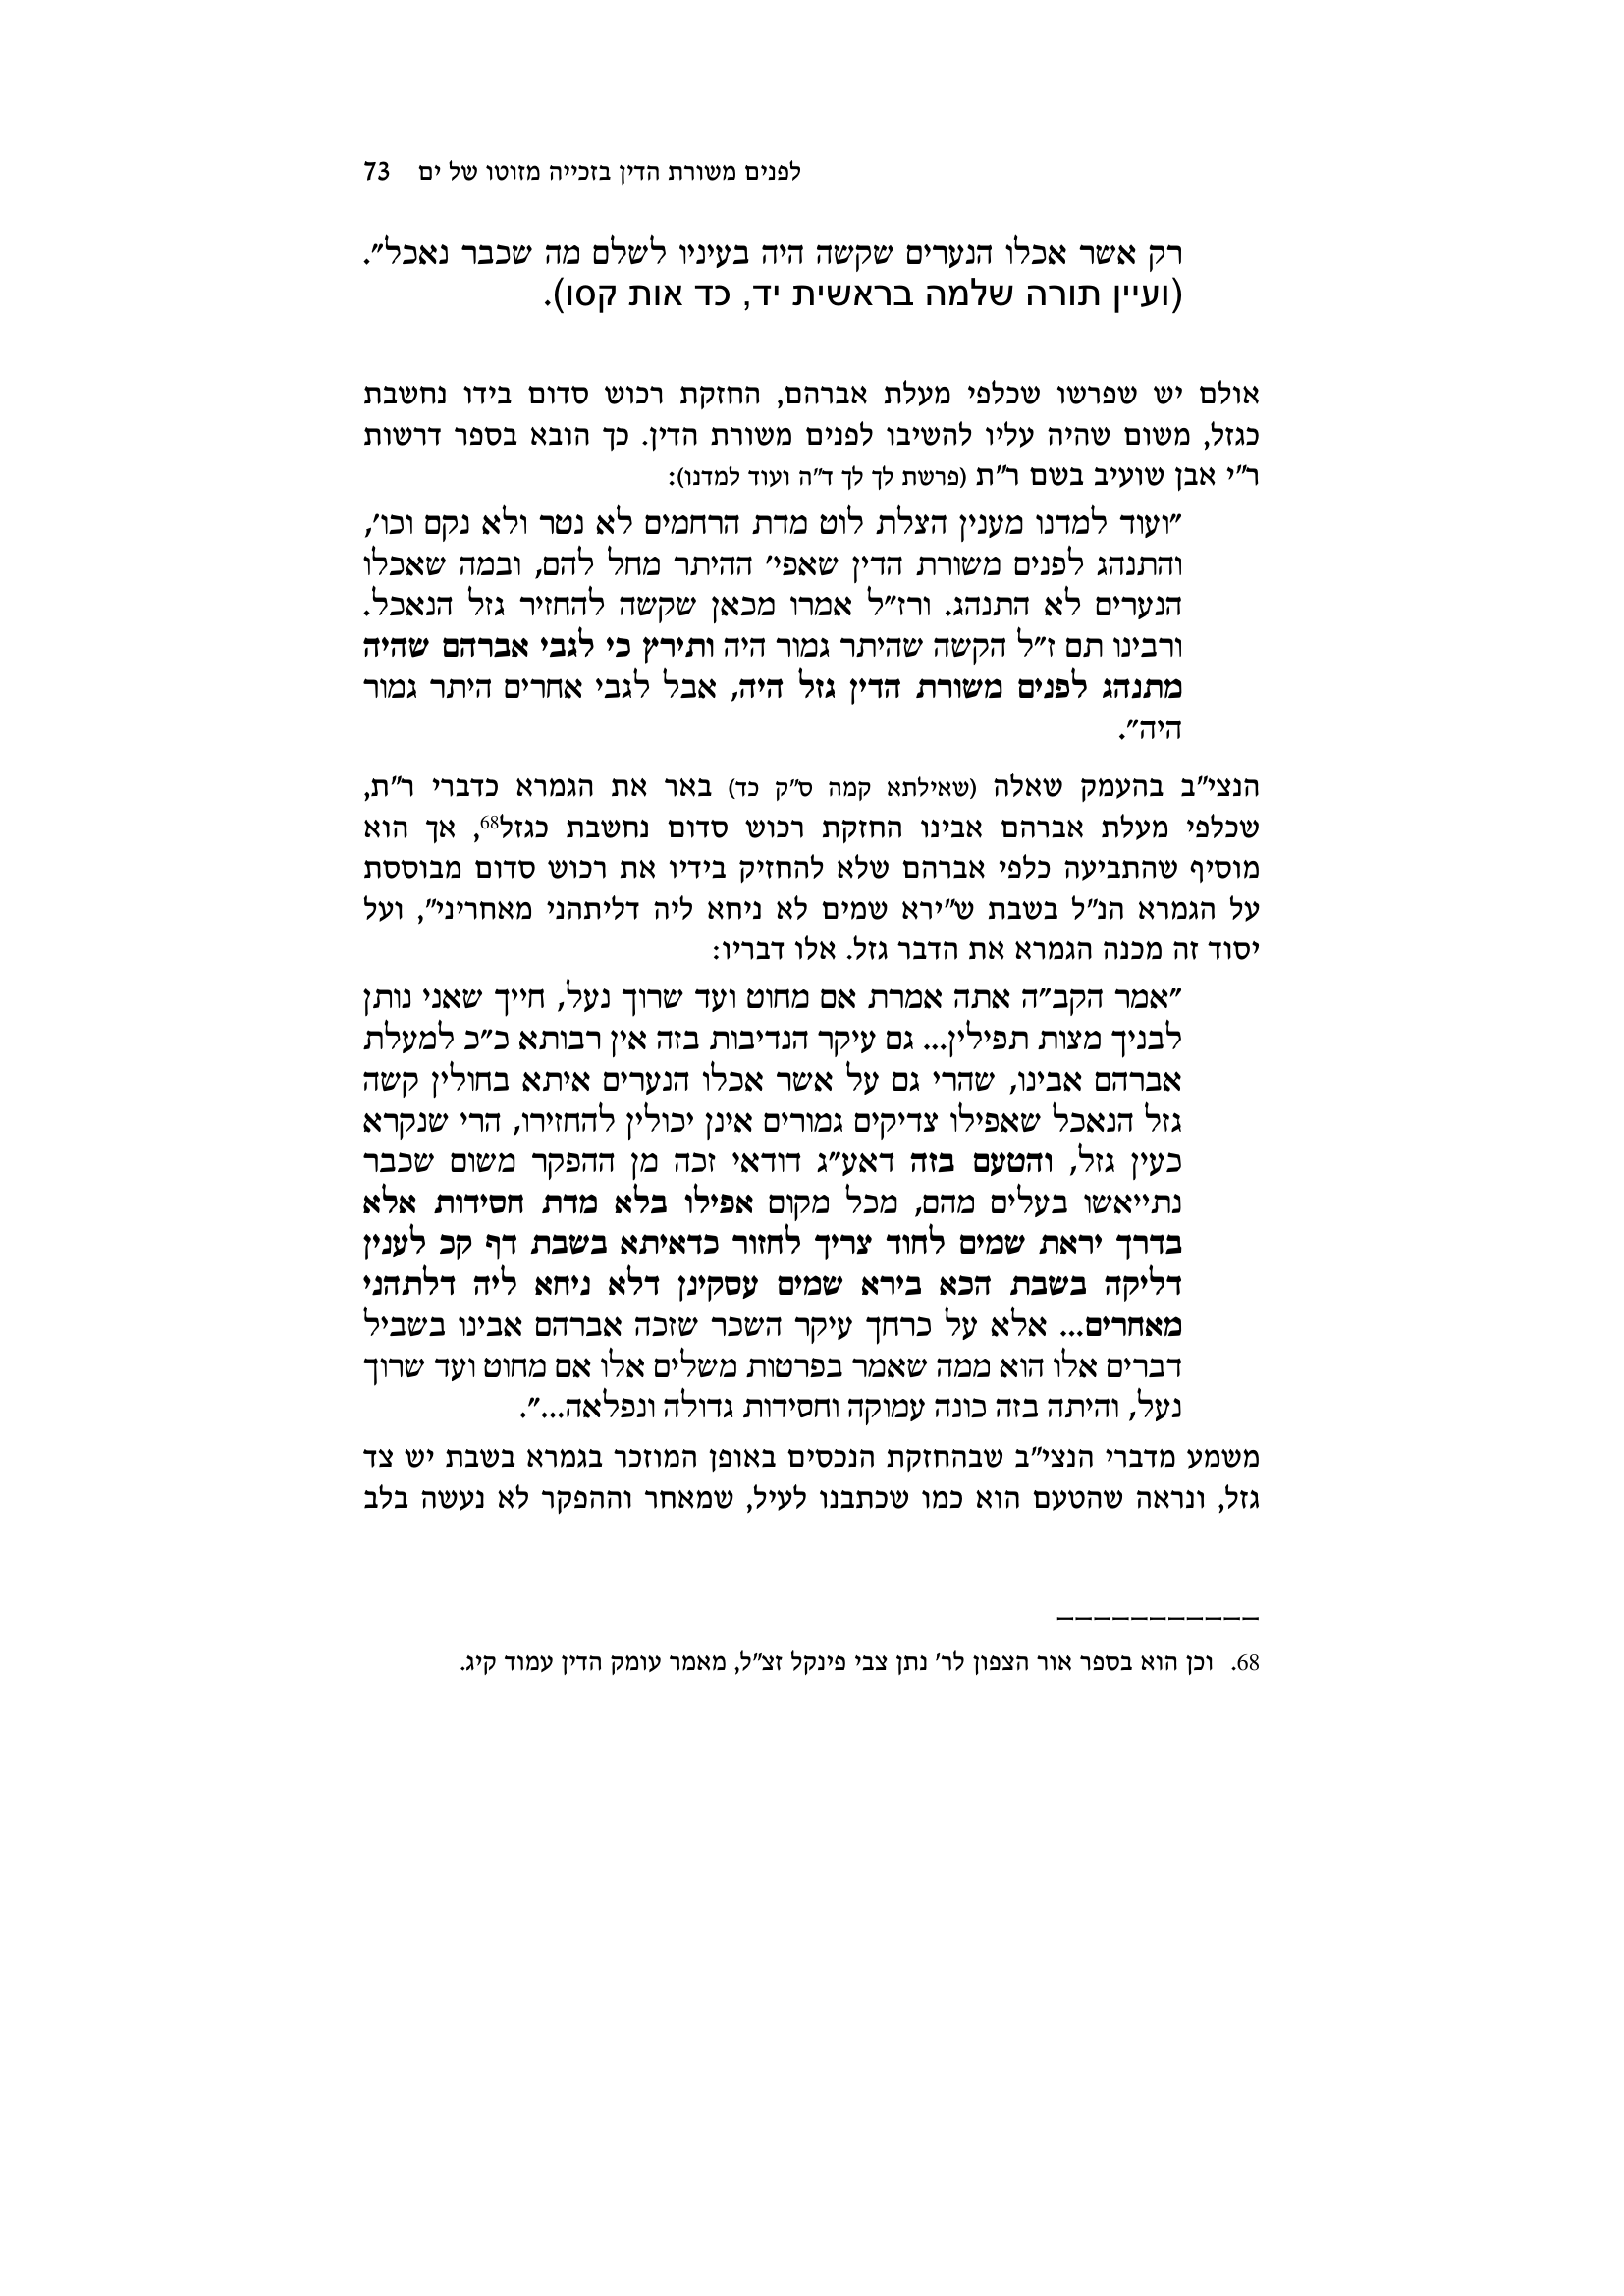 לפנים משורת הדין בזכייה מזוטו של ים 73
רק אשר אכלו הנערים שקשה היה בעיניו לשלם מה שכבר נאכל".
(ועיין תורה שלמה בראשית יד, כד אות קסו).
אולם יש שפרשו שכלפי מעלת אברהם, החזקת רכוש סדום בידו נחשבת
כגזל, משום שהיה עליו להשיבו לפנים משורת הדין. כך הובא בספר דרשות
ר"י אבן שועיב בשם ר"ת (פרשת לך לך ד"ה ועוד למדנו):
"ועוד למדנו מענין הצלת לוט מדת הרחמים לא נטר ולא נקם וכו',
והתנהג לפנים משורת הדין שאפי' ההיתר מחל להם, ובמה שאכלו
הנערים לא התנהג. ורז"ל אמרו מכאן שקשה להחזיר גזל הנאכל.
ורבינו תם ז"ל הקשה שהיתר גמור היה ותירץ כי לגבי אברהם שהיה
מתנהג לפנים משורת הדין גזל היה, אבל לגבי אחרים היתר גמור
היה".
הנצי"ב בהעמק שאלה (שאילתא קמה ס"ק כד) באר את הגמרא כדברי ר"ת,
שכלפי מעלת אברהם אבינו החזקת רכוש סדום נחשבת כגזל68, אך הוא
מוסיף שהתביעה כלפי אברהם שלא להחזיק בידיו את רכוש סדום מבוססת
על הגמרא הנ"ל בשבת ש"ירא שמים לא ניחא ליה דליתהני מאחריני", ועל
יסוד זה מכנה הגמרא את הדבר גזל. אלו דבריו:
"אמר הקב"ה אתה אמרת אם מחוט ועד שרוך נעל, חייך שאני נותן
לבניך מצות תפילין... גם עיקר הנדיבות בזה אין רבותא כ"כ למעלת
אברהם אבינו, שהרי גם על אשר אכלו הנערים איתא בחולין קשה
גזל הנאכל שאפילו צדיקים גמורים אינן יכולין להחזירו, הרי שנקרא
כעין גזל, והטעם בזה דאע"ג דודאי זכה מן ההפקר משום שכבר
נתייאשו בעלים מהם, מכל מקום אפילו בלא מדת חסידות אלא
בדרך יראת שמים לחוד צריך לחזור כדאיתא בשבת דף קכ לענין
דליקה בשבת הכא בירא שמים עסקינן דלא ניחא ליה דלתהני
מאחרים... אלא על כרחך עיקר השכר שזכה אברהם אבינו בשביל
דברים אלו הוא ממה שאמר בפרטות משלים אלו אם מחוט ועד שרוך
נעל, והיתה בזה כונה עמוקה וחסידות גדולה ונפלאה...".
משמע מדברי הנצי"ב שבהחזקת הנכסים באופן המוזכר בגמרא בשבת יש צד
גזל, ונראה שהטעם הוא כמו שכתבנו לעיל, שמאחר וההפקר לא נעשה בלב
68. וכן הוא בספר אור הצפון לר' נתן צבי פינקל זצ"ל, מאמר עומק הדין עמוד קיג.